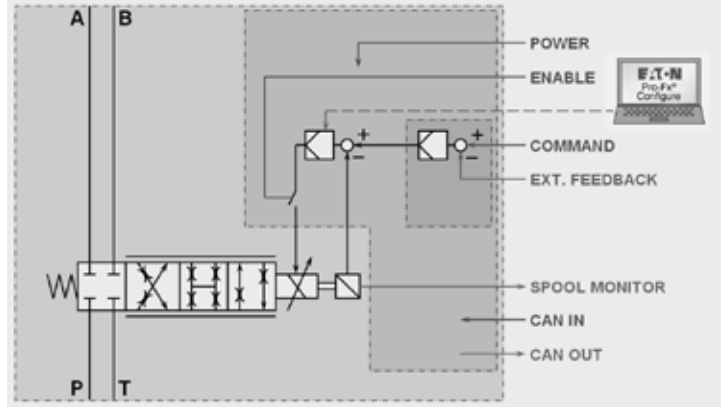 A B
POWER
ENABLE
E·T·N
Pro-Fx®
Configure
+
−
+
−
COMMAND
EXT. FEEDBACK
SPOOL MONITOR
CAN IN
CAN OUT
P T